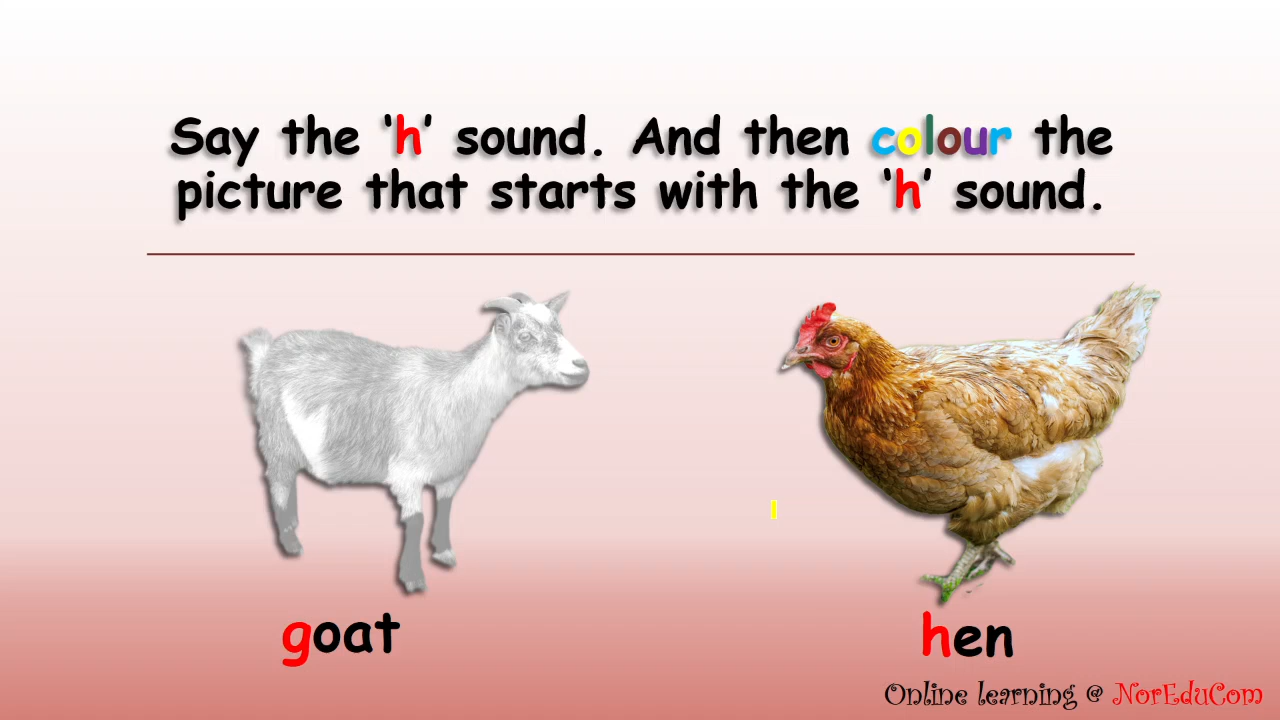 Say the ‘h’ sound. And then colour the
picture that starts with the ‘h’ sound.
goat
hen
Online learning @ NorEduCom